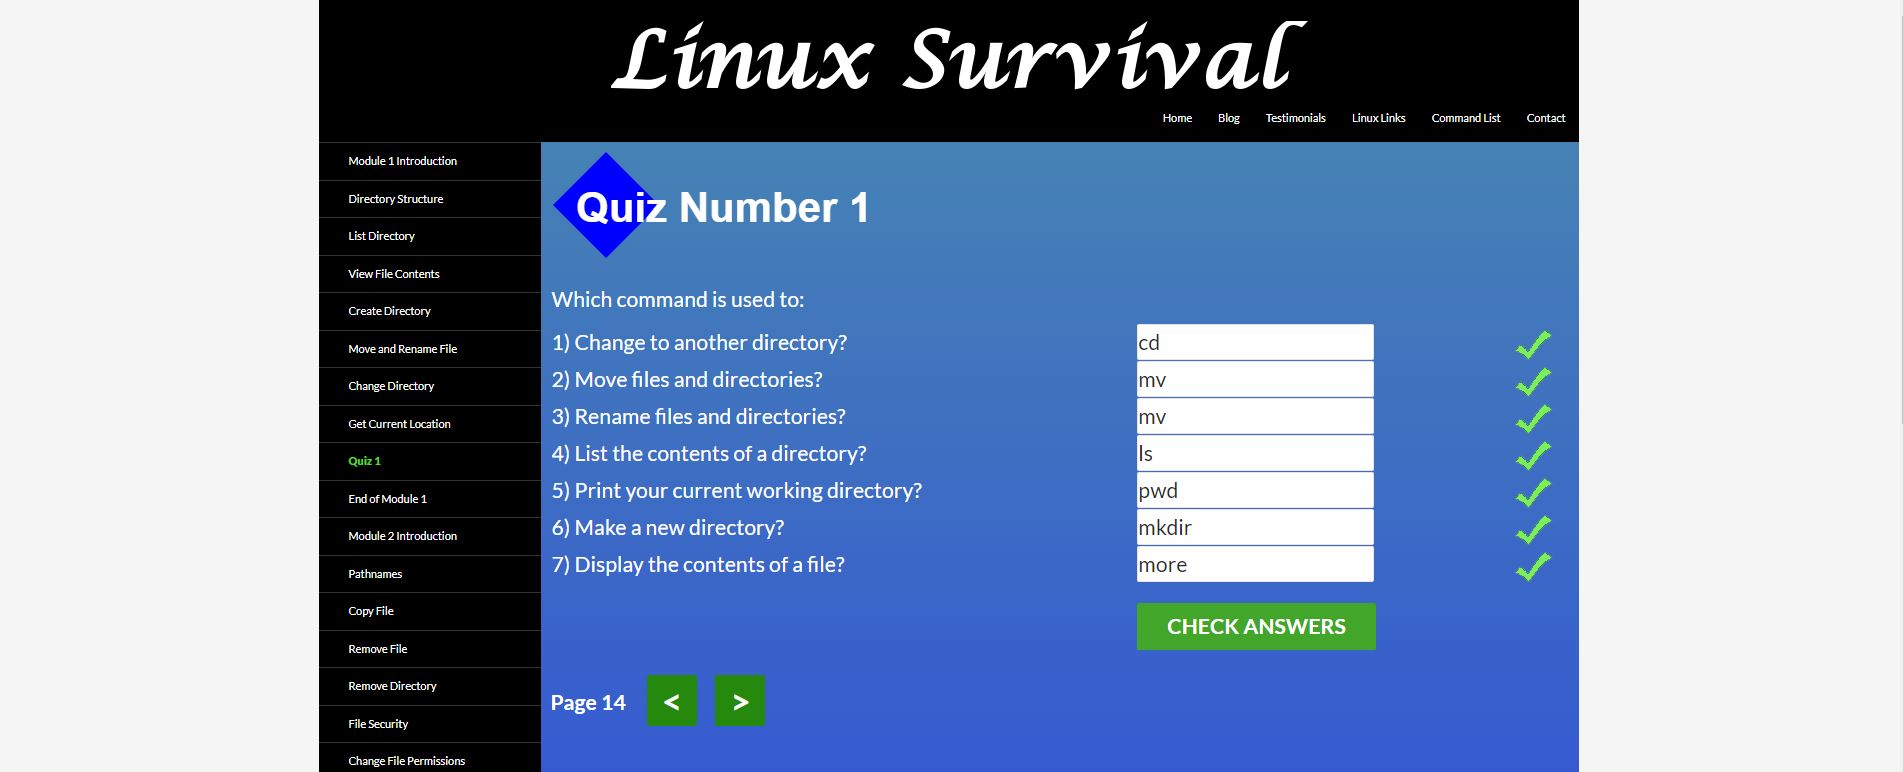 Linux Survival
Home Blog Testimonials Linux Links Command List Contact
Module 1 Introduction
Directory Structure
List Directory
View File Contents
Create Directory
Move and Rename File
Change Directory
Get Current Location
Quiz 1
End of Module 1
Module 2 Introduction
Pathnames
Copy File
Remove File
Remove Directory
File Security
Change File Permissions
Quiz Number 1
Which command is used to:
1) Change to another directory? cd
2) Move files and directories? mv
3) Rename files and directories? mv
4) List the contents of a directory? ls
5) Print your current working directory? pwd
6) Make a new directory? mkdir
7) Display the contents of a file? more
CHECK ANSWERS
Page 14 < >